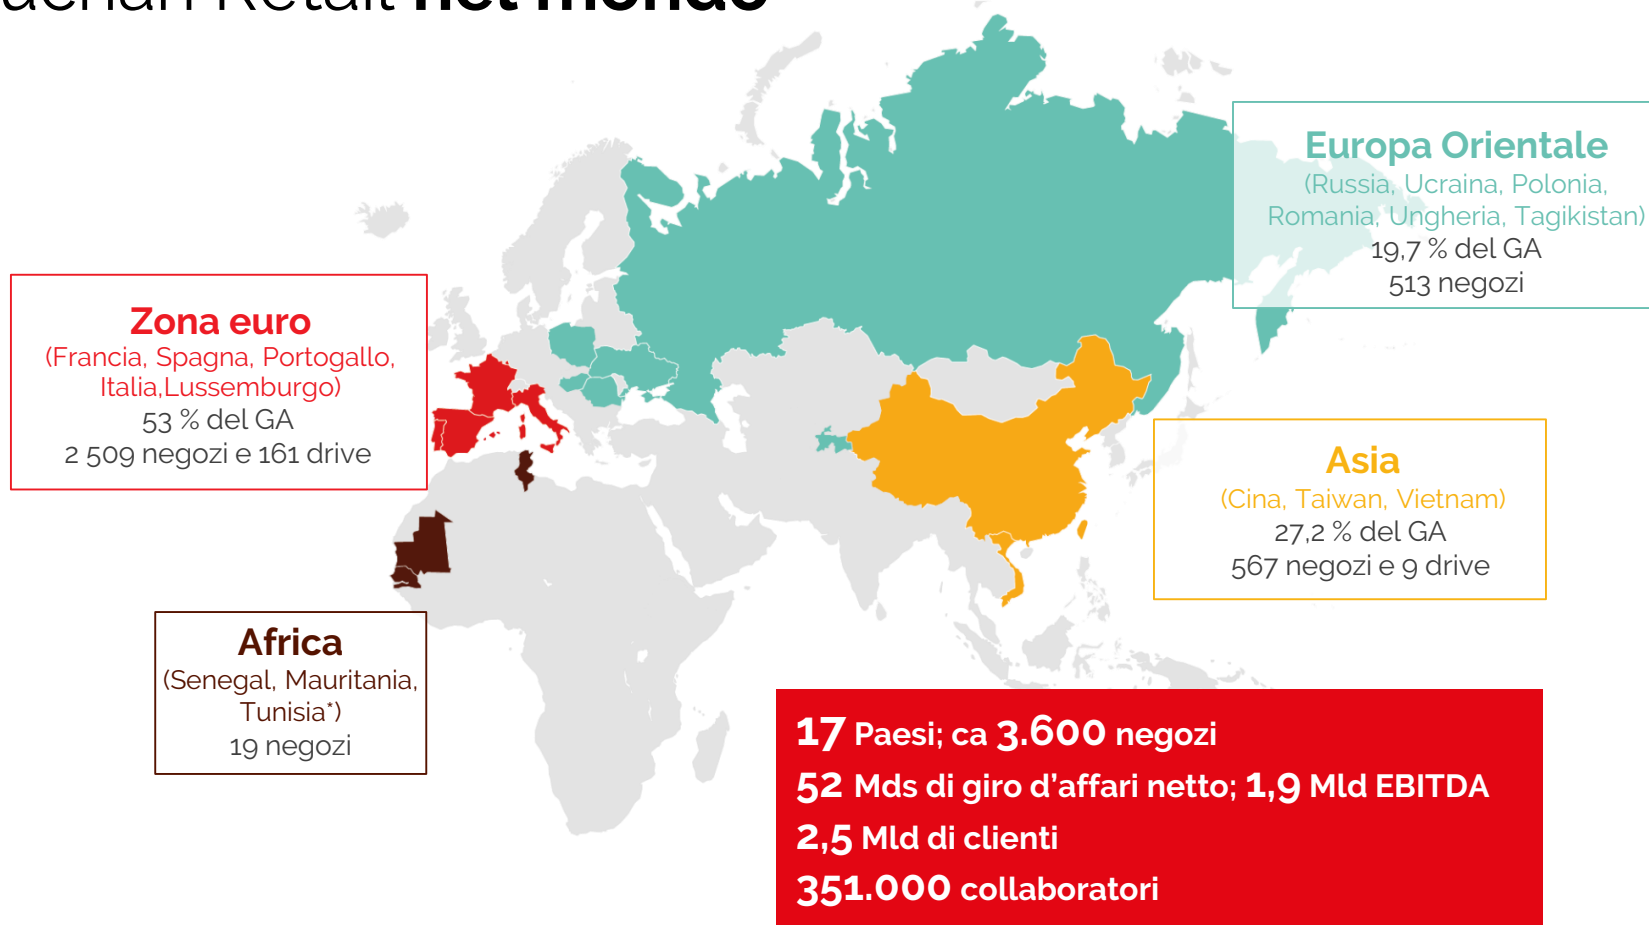 Retail nel mondo
Europa Orientale
(Russia, Ucraina, Polonia,
Romania, Ungheria, Tagikistan)
19,7 % del GA
513 negozi
Zona euro
(Francia, Spagna, Portogallo,
Italia,Lussemburgo)
53 % del GA
2 509 negozi e 161 drive
Asia
(Cina, Taiwan, Vietnam)
27,2 % del GA
567 negozi e 9 drive
Africa
(Senegal, Mauritania,
Tunisia*)
19 negozi
17 Paesi; ca 3.600 negozi
52 Mds di giro d’affari netto; 1,9 Mld EBITDA
2,5 Mld di clienti
351.000 collaboratori